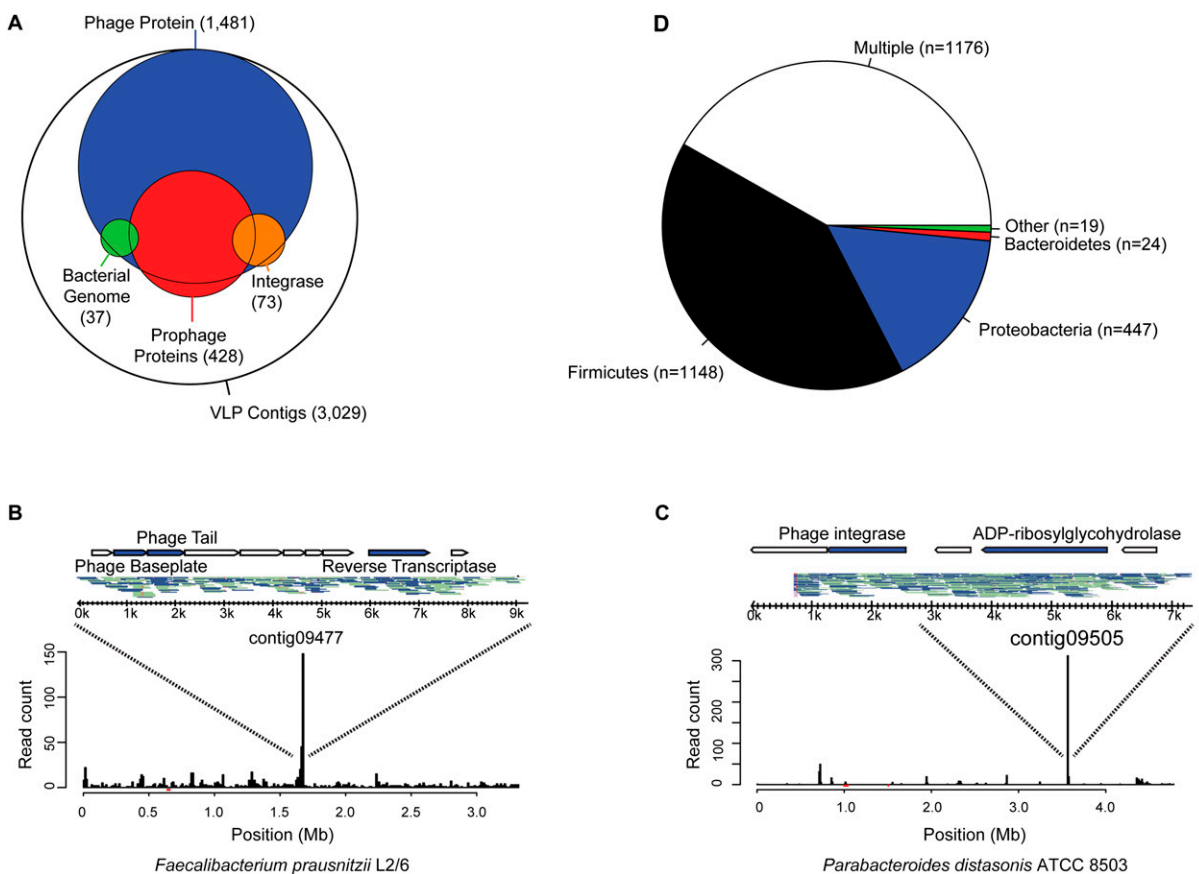 A
Phage Protein (1,481)
Bacterial
Genome
(37)
Integrase
(73)
Prophage
Proteins (428)
VLP Contigs (3,029)
D
Multiple (n=1176)
Other (n=19)
Bacteroidetes (n=24)
Proteobacteria (n=447)
Firmicutes (n=1148)
B
Phage Tail
Phage Baseplate
Reverse Transcriptase
0k 1k 2k 3k 4k 5k 6k 7k 8k 9k
contig09477
Read count
150
100
50
0
0 0.5 1.0 1.5 2.0 2.5 3.0
Position (Mb)
Faecalibacterium prausnitzii L2/6
C
Phage integrase
ADP-ribosylglycohydrolase
0k 1k 2k 3k 4k 5k 6k 7k
contig09505
Read count
300
200
100
50
0
0 1.0 2.0 3.0 4.0
Position (Mb)
Parabacteroides distasonis ATCC 8503